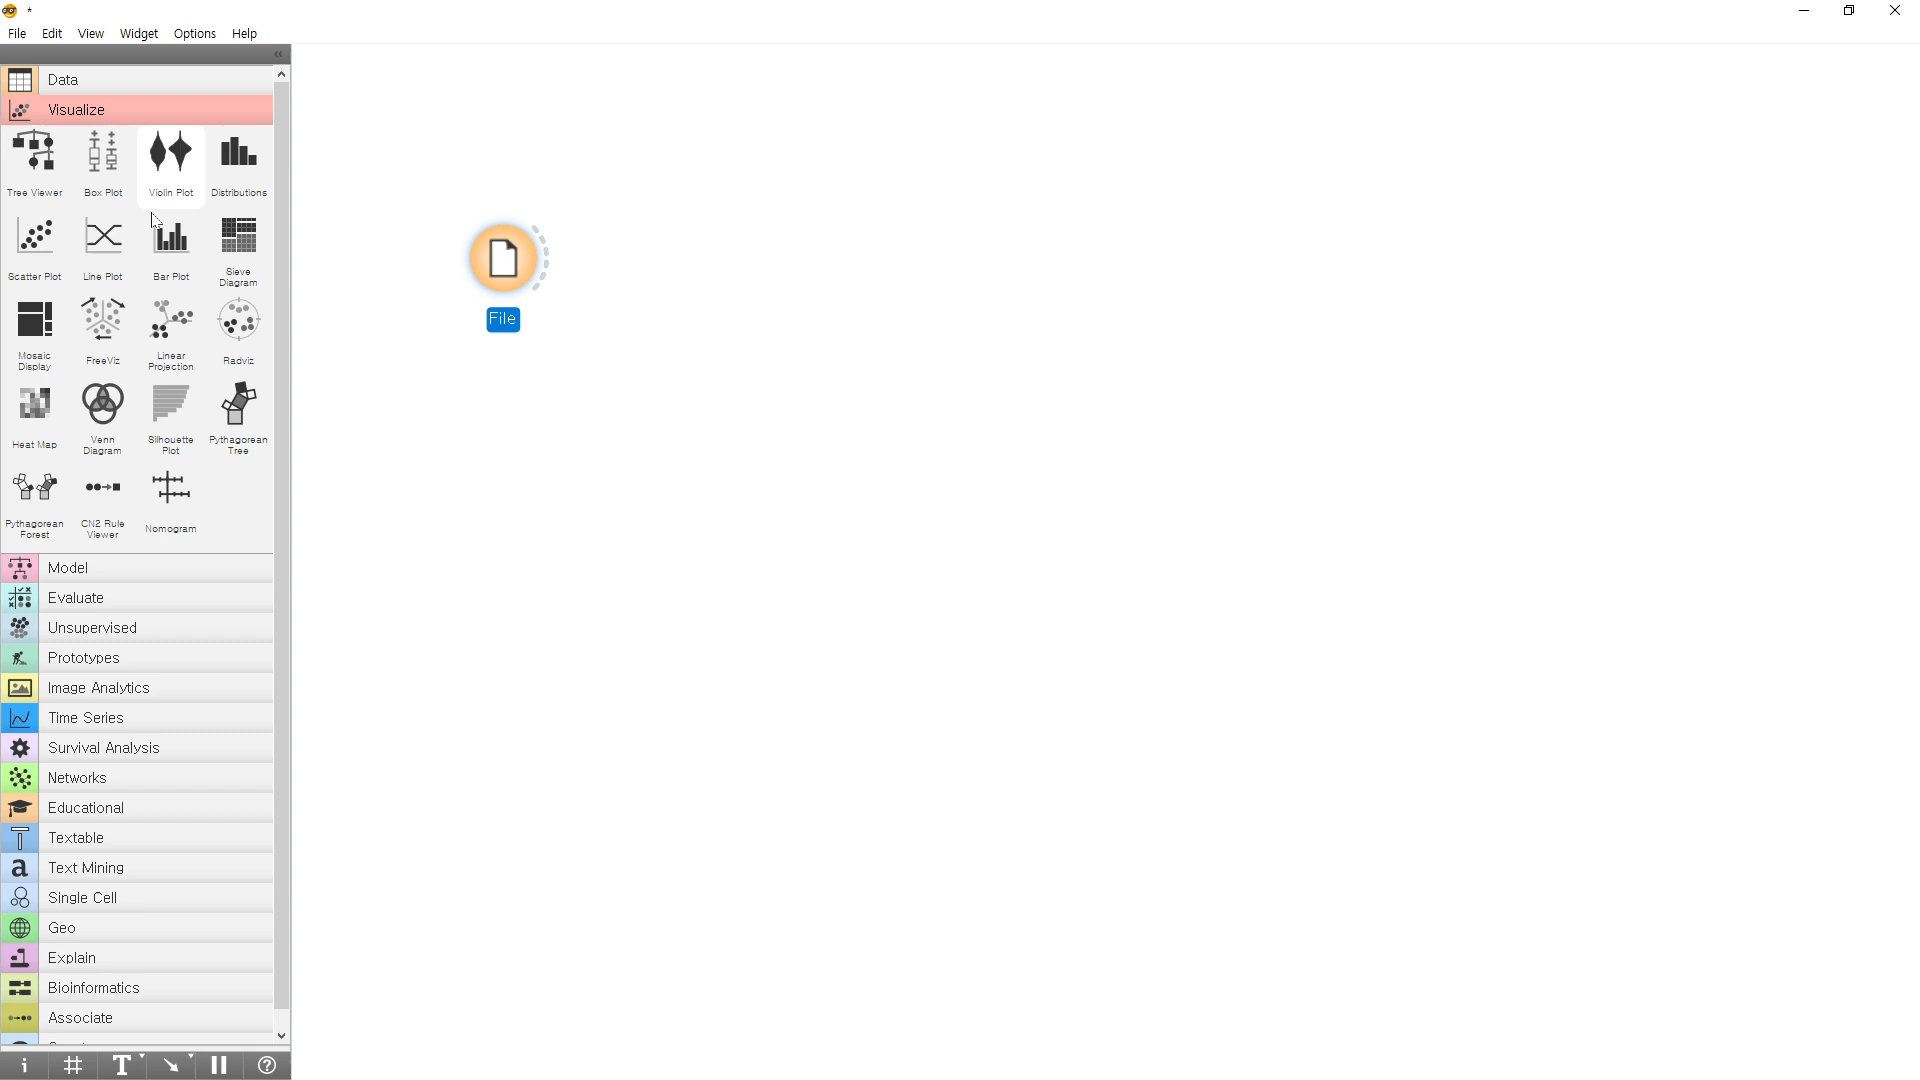 *
File Edit View Widget Options Help
«
Data
Visualize
Tree Viewer Box Plot Violin Plot Distributions
Scatter Plot Line Plot Bar Plot Sieve Diagram
Mosaic Display FreeViz Linear Projection Radviz
Heat Map Venn Diagram Silhouette Plot Pythagorean Tree
Pythagorean Forest CN2 Rule Viewer Nomogram
Model
Evaluate
Unsupervised
Prototypes
Image Analytics
Time Series
Survival Analysis
Networks
Educational
Textable
Text Mining
Single Cell
Geo
Explain
Bioinformatics
Associate
File